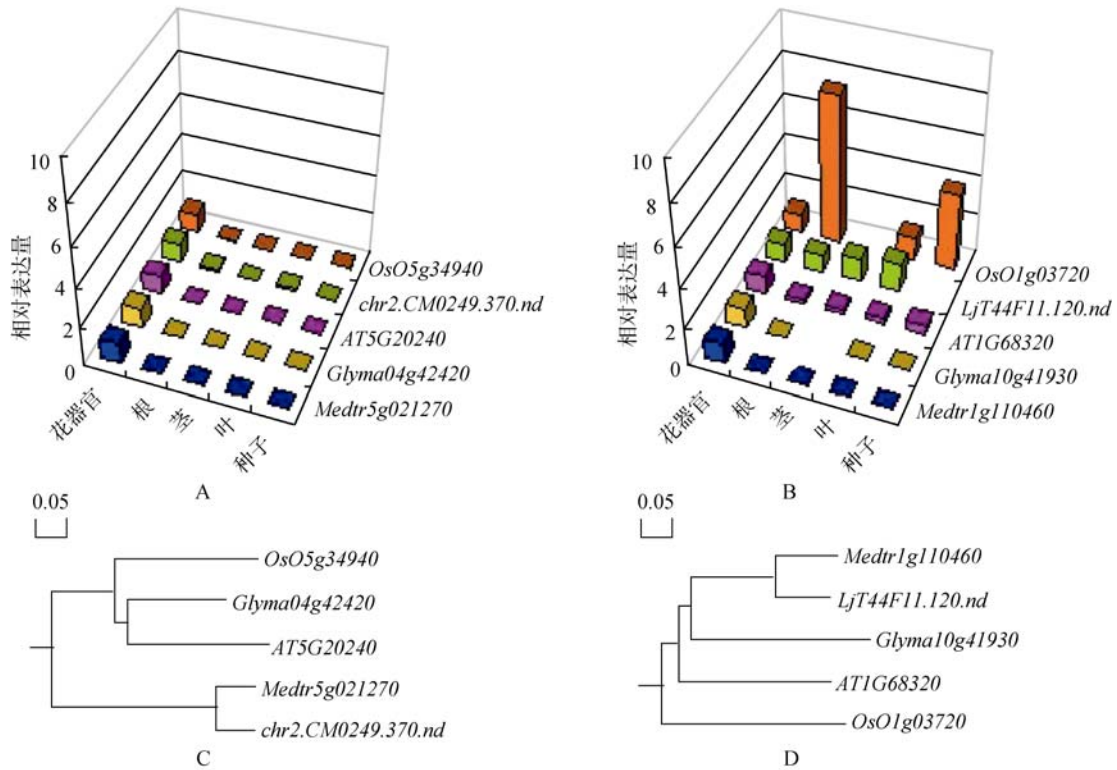 10
8
6
4
2
0
相对表达量
花器官
根
茎
叶
种子
OsO5g34940
chr2.CM0249.370.nd
AT5G20240
Glyma04g42420
Medtr5g021270
A
10
8
6
4
2
0
相对表达量
花器官
根
茎
叶
种子
OsO1g03720
LjT44F11.120.nd
AT1G68320
Glyma10g41930
Medtr1g110460
B
0.05
OsO5g34940
Glyma04g42420
AT5G20240
Medtr5g021270
chr2.CM0249.370.nd
C
0.05
Medtr1g110460
LjT44F11.120.nd
Glyma10g41930
AT1G68320
OsO1g03720
D